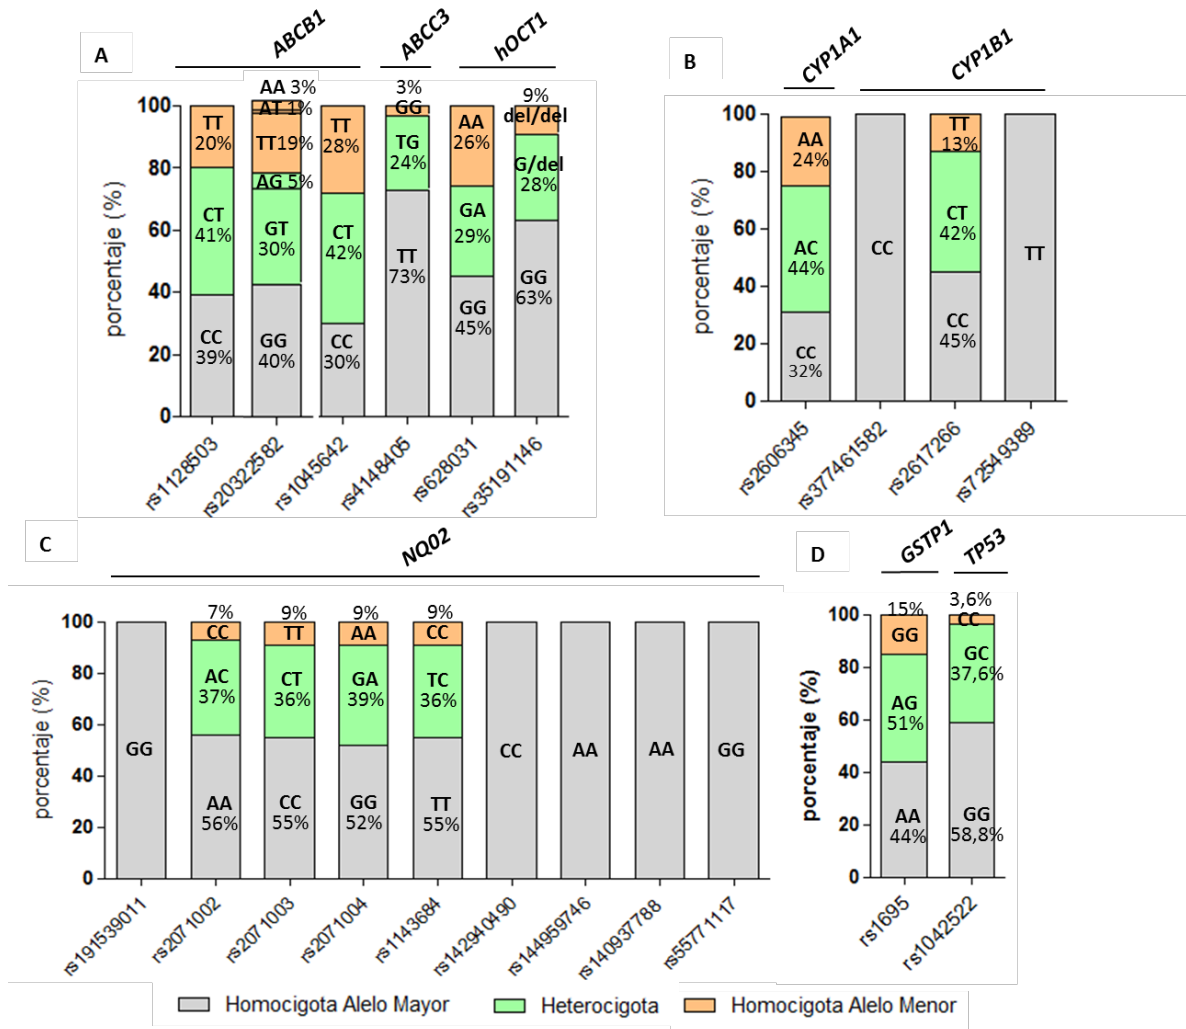 A
ABCB1
ABCC3
hOCT1
porcentaje (%)
100
80
60
40
20
0
TT
20%
CT
41%
CC
39%
AA 3%
AT 1%
TT19%
AG 5%
GT
30%
GG
40%
TT
28%
CT
42%
CC
30%
3%
GG
TG
24%
TT
73%
AA
26%
GA
29%
GG
45%
9%
del/del
G/del
28%
GG
63%
rs1128503
rs20322582
rs1045642
rs4148405
rs628031
rs35191146
B
CYP1A1
CYP1B1
porcentaje (%)
100
80
60
40
20
0
AA
24%
AC
44%
CC
32%
CC
TT
13%
CT
42%
CC
45%
TT
rs2606345
rs377461582
rs2617266
rs72549389
C
NQ02
porcentaje (%)
100
80
60
40
20
0
GG
7%
CC
AC
37%
AA
56%
9%
TT
CT
36%
CC
55%
9%
AA
GA
39%
GG
52%
9%
CC
TC
36%
TT
55%
CC
AA
AA
GG
rs191539011
rs2071002
rs2071003
rs2071004
rs1143684
rs142940490
rs144959746
rs140937788
rs55771117
D
GSTP1
TP53
porcentaje (%)
100
80
60
40
20
0
15%
GG
AG
51%
AA
44%
3,6%
CC
GC
37,6%
GG
58,8%
rs1695
rs1042522
Homocigota Alelo Mayor
Heterocigota
Homocigota Alelo Menor